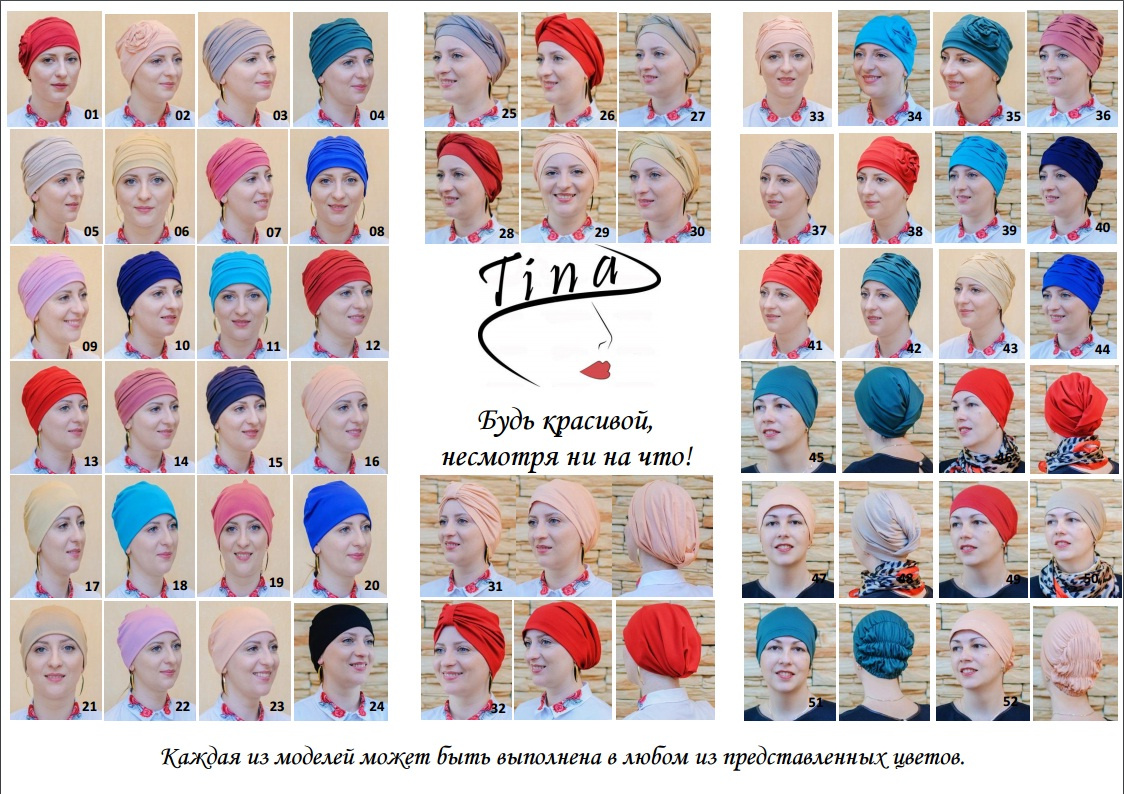 01 02 03 04
05 06 07 08
09 10 11 12
13 14 15 16
17 18 19 20
21 22 23 24
25 26 27
28 29 30
Tina
Будь красивой,
несмотря ни на что!
31
32
33 34 35 36
37 38 39 40
41 42 43 44
45
47 48 49 50
51 52
Каждая из моделей может быть выполнена в любом из представленных цветов.